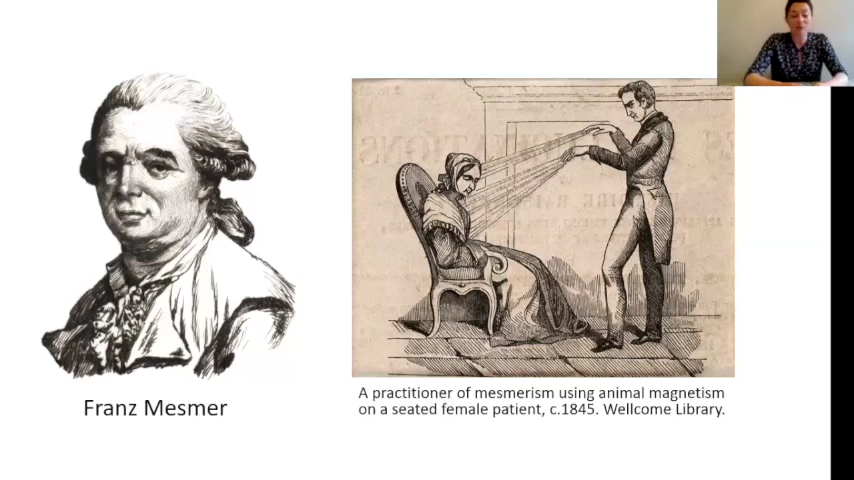 Franz Mesmer
A practitioner of mesmerism using animal magnetism
on a seated female patient, c.1845. Wellcome Library.